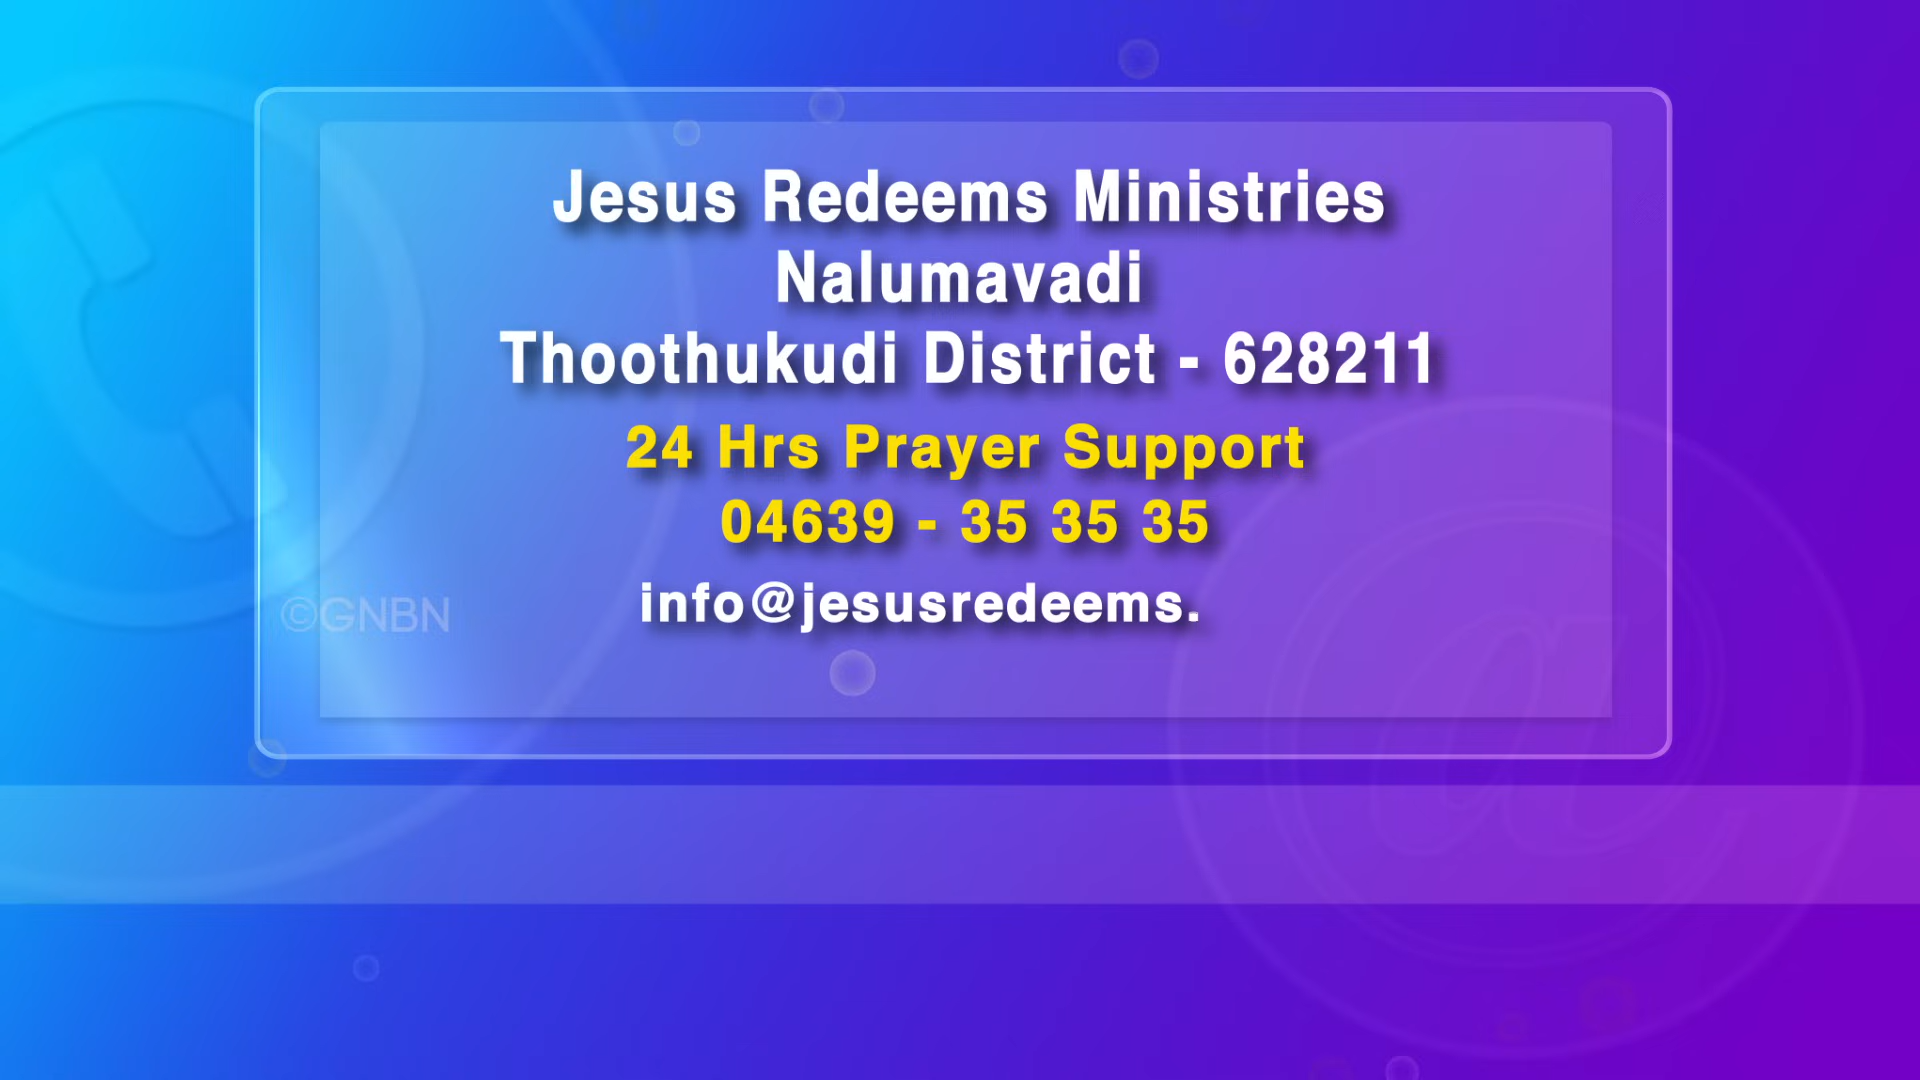 Jesus Redeems Ministries
Nalumavadi
Thoothukudi District - 628211
24 Hrs Prayer Support
04639 - 35 35 35
info@jesusredeems.
©GNBN